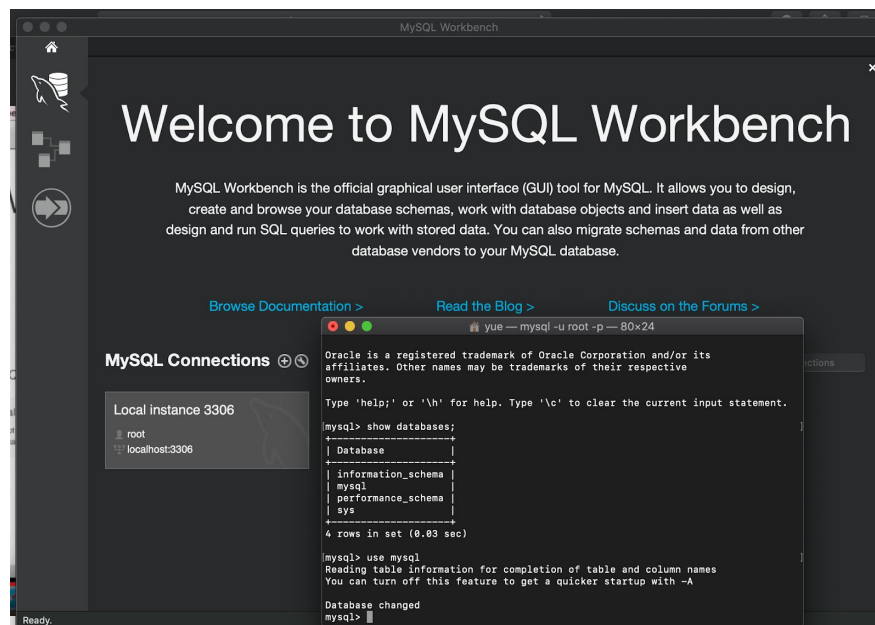 MySQL Workbench
Welcome to MySQL Workbench
MySQL Workbench is the official graphical user interface (GUI) tool for MySQL. It allows you to design,
create and browse your database schemas, work with database objects and insert data as well as
design and run SQL queries to work with stored data. You can also migrate schemas and data from other
database vendors to your MySQL database.
Browse Documentation > Read the Blog > Discuss on the Forums >
MySQL Connections
Local instance 3306
root
localhost:3306
yue — mysql -u root -p — 80×24
Oracle is a registered trademark of Oracle Corporation and/or its
affiliates. Other names may be trademarks of their respective
owners.
Type 'help;' or '\h' for help. Type '\c' to clear the current input statement.
[mysql> show databases; ]
+--------------------+
| Database           |
+--------------------+
| information_schema |
| mysql              |
| performance_schema |
| sys                |
+--------------------+
4 rows in set (0.03 sec)
[mysql> use mysql ]
Reading table information for completion of table and column names
You can turn off this feature to get a quicker startup with -A
Database changed
mysql>
Ready.